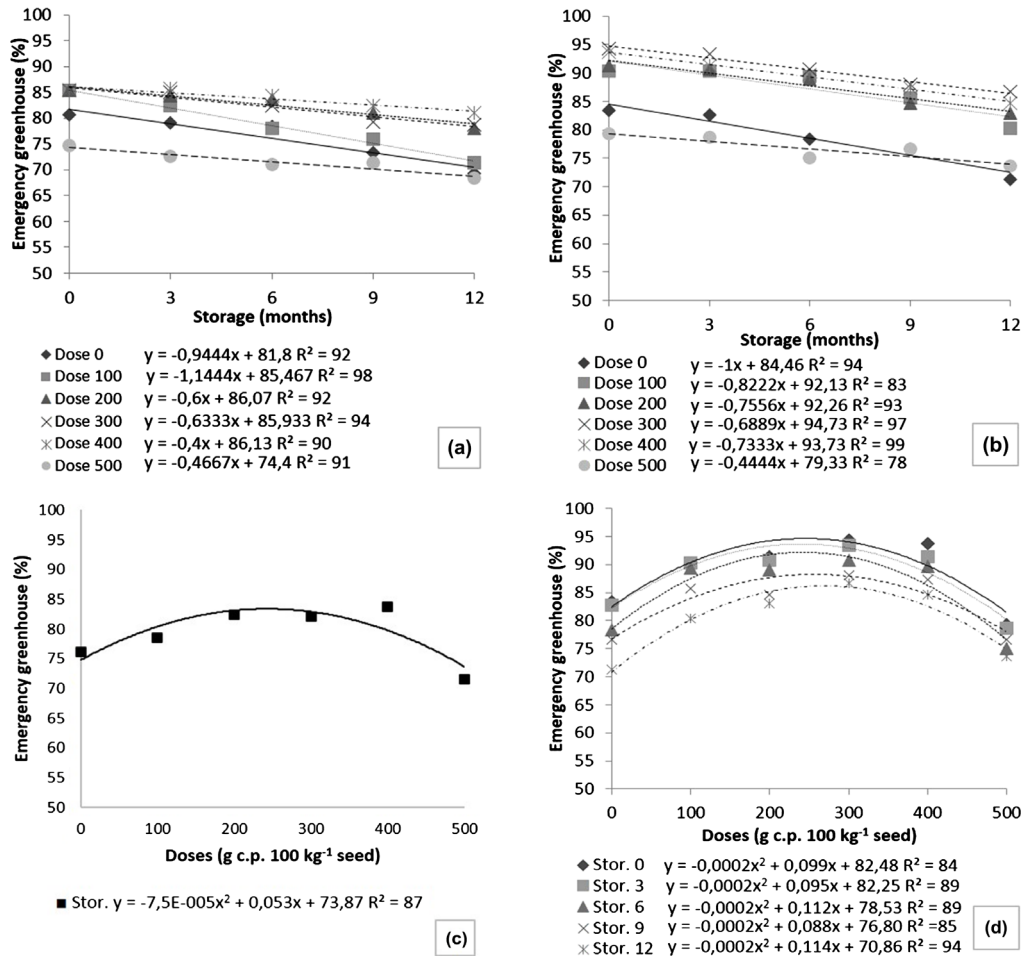 (a)
Emergency greenhouse (%)
100
95
90
85
80
75
70
65
60
55
50
0 3 6 9 12
Storage (months)
Dose 0 y = -0,9444x + 81,8 R² = 92
Dose 100 y = -1,1444x + 85,467 R² = 98
Dose 200 y = -0,6x + 86,07 R² = 92
Dose 300 y = -0,6333x + 85,933 R² = 94
Dose 400 y = -0,4x + 86,13 R² = 90
Dose 500 y = -0,4667x + 74,4 R² = 91
(a)
(b)
Emergency greenhouse (%)
100
95
90
85
80
75
70
65
60
55
50
0 3 6 9 12
Storage (months)
Dose 0 y = -1x + 84,46 R² = 94
Dose 100 y = -0,8222x + 92,13 R² = 83
Dose 200 y = -0,7556x + 92,26 R² =93
Dose 300 y = -0,6889x + 94,73 R² = 97
Dose 400 y = -0,7333x + 93,73 R² = 99
Dose 500 y = -0,4444x + 79,33 R² = 78
(b)
Emergency greenhouse (%)
100
95
90
85
80
75
70
65
60
55
50
0 100 200 300 400 500
Doses (g c.p. 100 kg⁻¹ seed)
Stor. y = -7,5E-005x² + 0,053x + 73,87 R² = 87
(c)
Emergency greenhouse (%)
100
95
90
85
80
75
70
65
60
55
50
0 100 200 300 400 500
Doses (g c.p. 100 kg⁻¹ seed)
Stor. 0 y = -0,0002x² + 0,099x + 82,48 R² = 84
Stor. 3 y = -0,0002x² + 0,095x + 82,25 R² = 89
Stor. 6 y = -0,0002x² + 0,112x + 78,53 R² = 89
Stor. 9 y = -0,0002x² + 0,088x + 76,80 R² =85
Stor. 12 y = -0,0002x² + 0,114x + 70,86 R² = 94
(d)